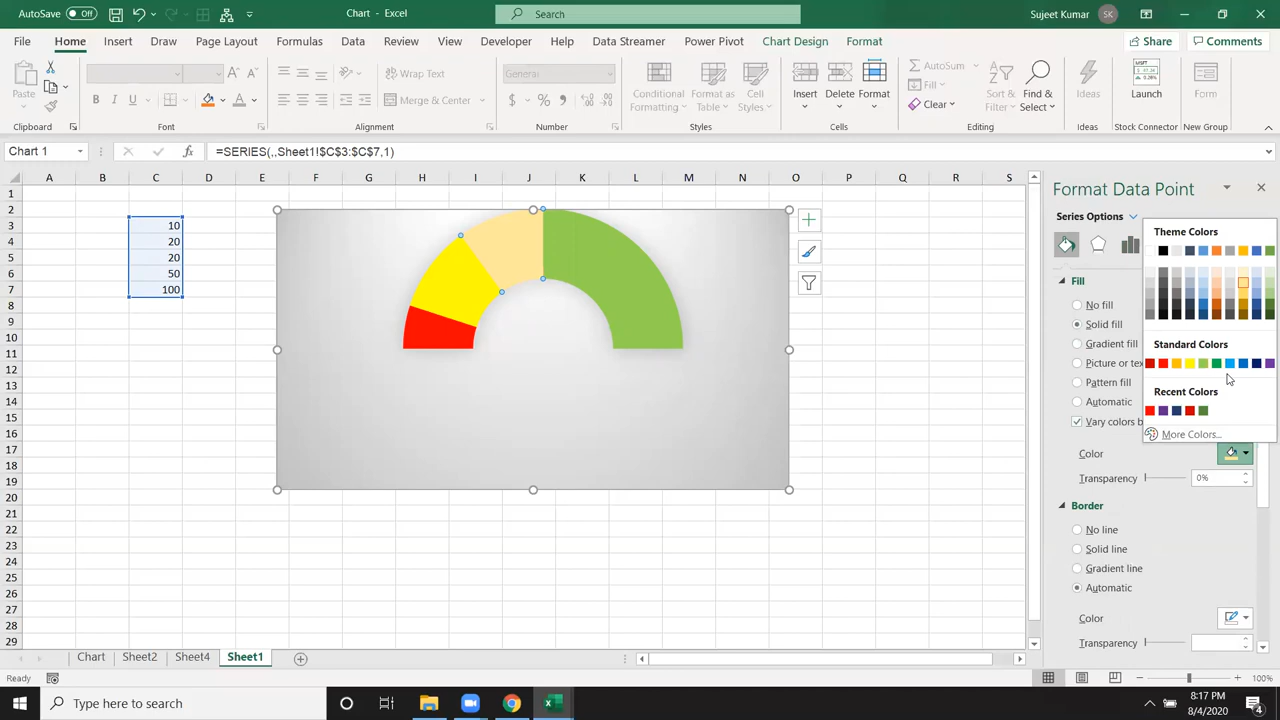 AutoSave Off
Chart - Excel
Search
Sujeet Kumar SK
File Home Insert Draw Page Layout Formulas Data Review View Developer Help Data Streamer Power Pivot Chart Design Format Share Comments
Paste
Wrap Text
General
Merge & Center
Conditional Formatting
Format as Table
Cell Styles
Insert
Delete
Format
AutoSum
Fill
Clear
Sort & Filter
Find & Select
Ideas
Launch
Form
Clipboard Font Alignment Number Styles Cells Editing Ideas Stock Connector New Group
Chart 1
=SERIES(,,Sheet1!$C$3:$C$7,1)
A B C D E F G H I J K L M N O P Q R S
1
2
3 10
4 20
5 20
6 50
7 100
8
9
10
11
12
13
14
15
16
17
18
19
20
21
22
23
24
25
26
27
28
29
Format Data Point
Series Options
Theme Colors
Standard Colors
Recent Colors
More Colors...
Fill
No fill
Solid fill
Gradient fill
Picture or tex
Pattern fill
Automatic
Vary colors b
Color
Transparency 0%
Border
No line
Solid line
Gradient line
Automatic
Color
Transparency
Chart Sheet2 Sheet4 Sheet1
Ready
100%
Type here to search
8:17 PM
8/4/2020